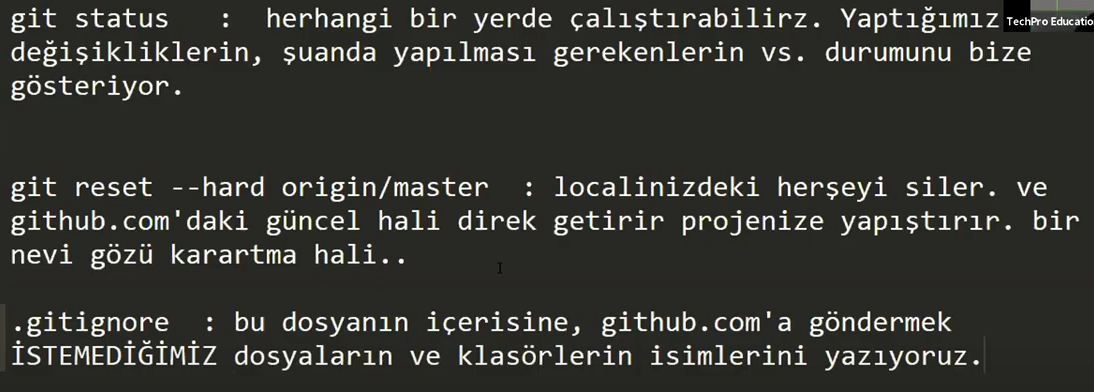 git status   :  herhangi bir yerde çalıştırabilirz. Yaptığımız
TechPro Educatio
değişikliklerin, şuanda yapılması gerekenlerin vs. durumunu bize
gösteriyor.
git reset --hard origin/master  : localinizdeki herşeyi siler. ve
github.com'daki güncel hali direk getirir projenize yapıştırır. bir
nevi gözü karartma hali..
.gitignore  : bu dosyanın içerisine, github.com'a göndermek
İSTEMEDİĞİMİZ dosyaların ve klasörlerin isimlerini yazıyoruz.